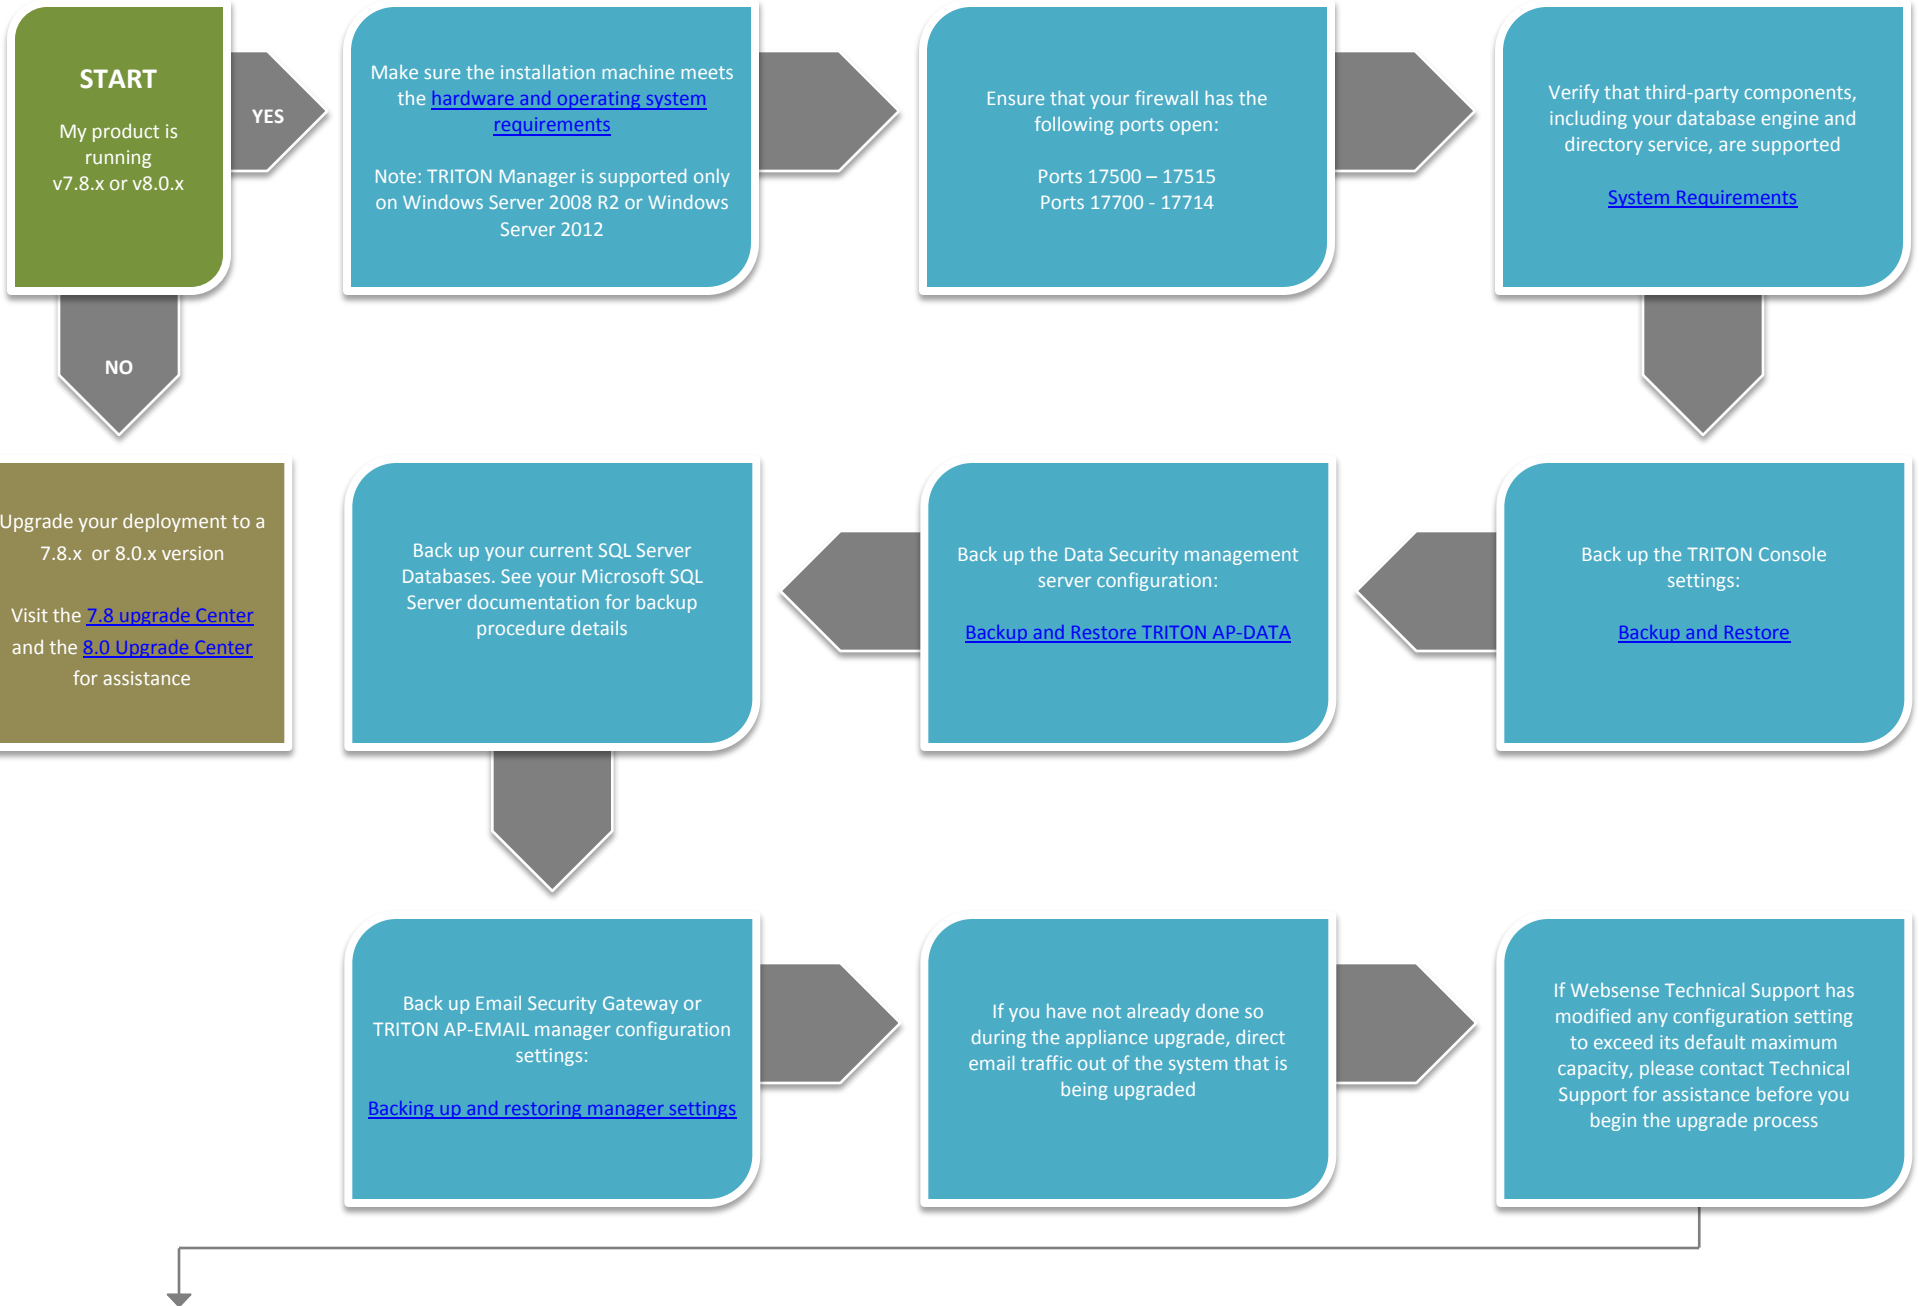 START
My product is
running
v7.8.x or v8.0.x
YES
Make sure the installation machine meets
the hardware and operating system
requirements
Note: TRITON Manager is supported only
on Windows Server 2008 R2 or Windows
Server 2012
Ensure that your firewall has the
following ports open:
Ports 17500 – 17515
Ports 17700 - 17714
Verify that third-party components,
including your database engine and
directory service, are supported
System Requirements
NO
Upgrade your deployment to a
7.8.x or 8.0.x version
Visit the 7.8 upgrade Center
and the 8.0 Upgrade Center
for assistance
Back up the TRITON Console
settings:
Backup and Restore
Back up the Data Security management
server configuration:
Backup and Restore TRITON AP-DATA
Back up your current SQL Server
Databases. See your Microsoft SQL
Server documentation for backup
procedure details
Back up Email Security Gateway or
TRITON AP-EMAIL manager configuration
settings:
Backing up and restoring manager settings
If you have not already done so
during the appliance upgrade, direct
email traffic out of the system that is
being upgraded
If Websense Technical Support has
modified any configuration setting
to exceed its default maximum
capacity, please contact Technical
Support for assistance before you
begin the upgrade process